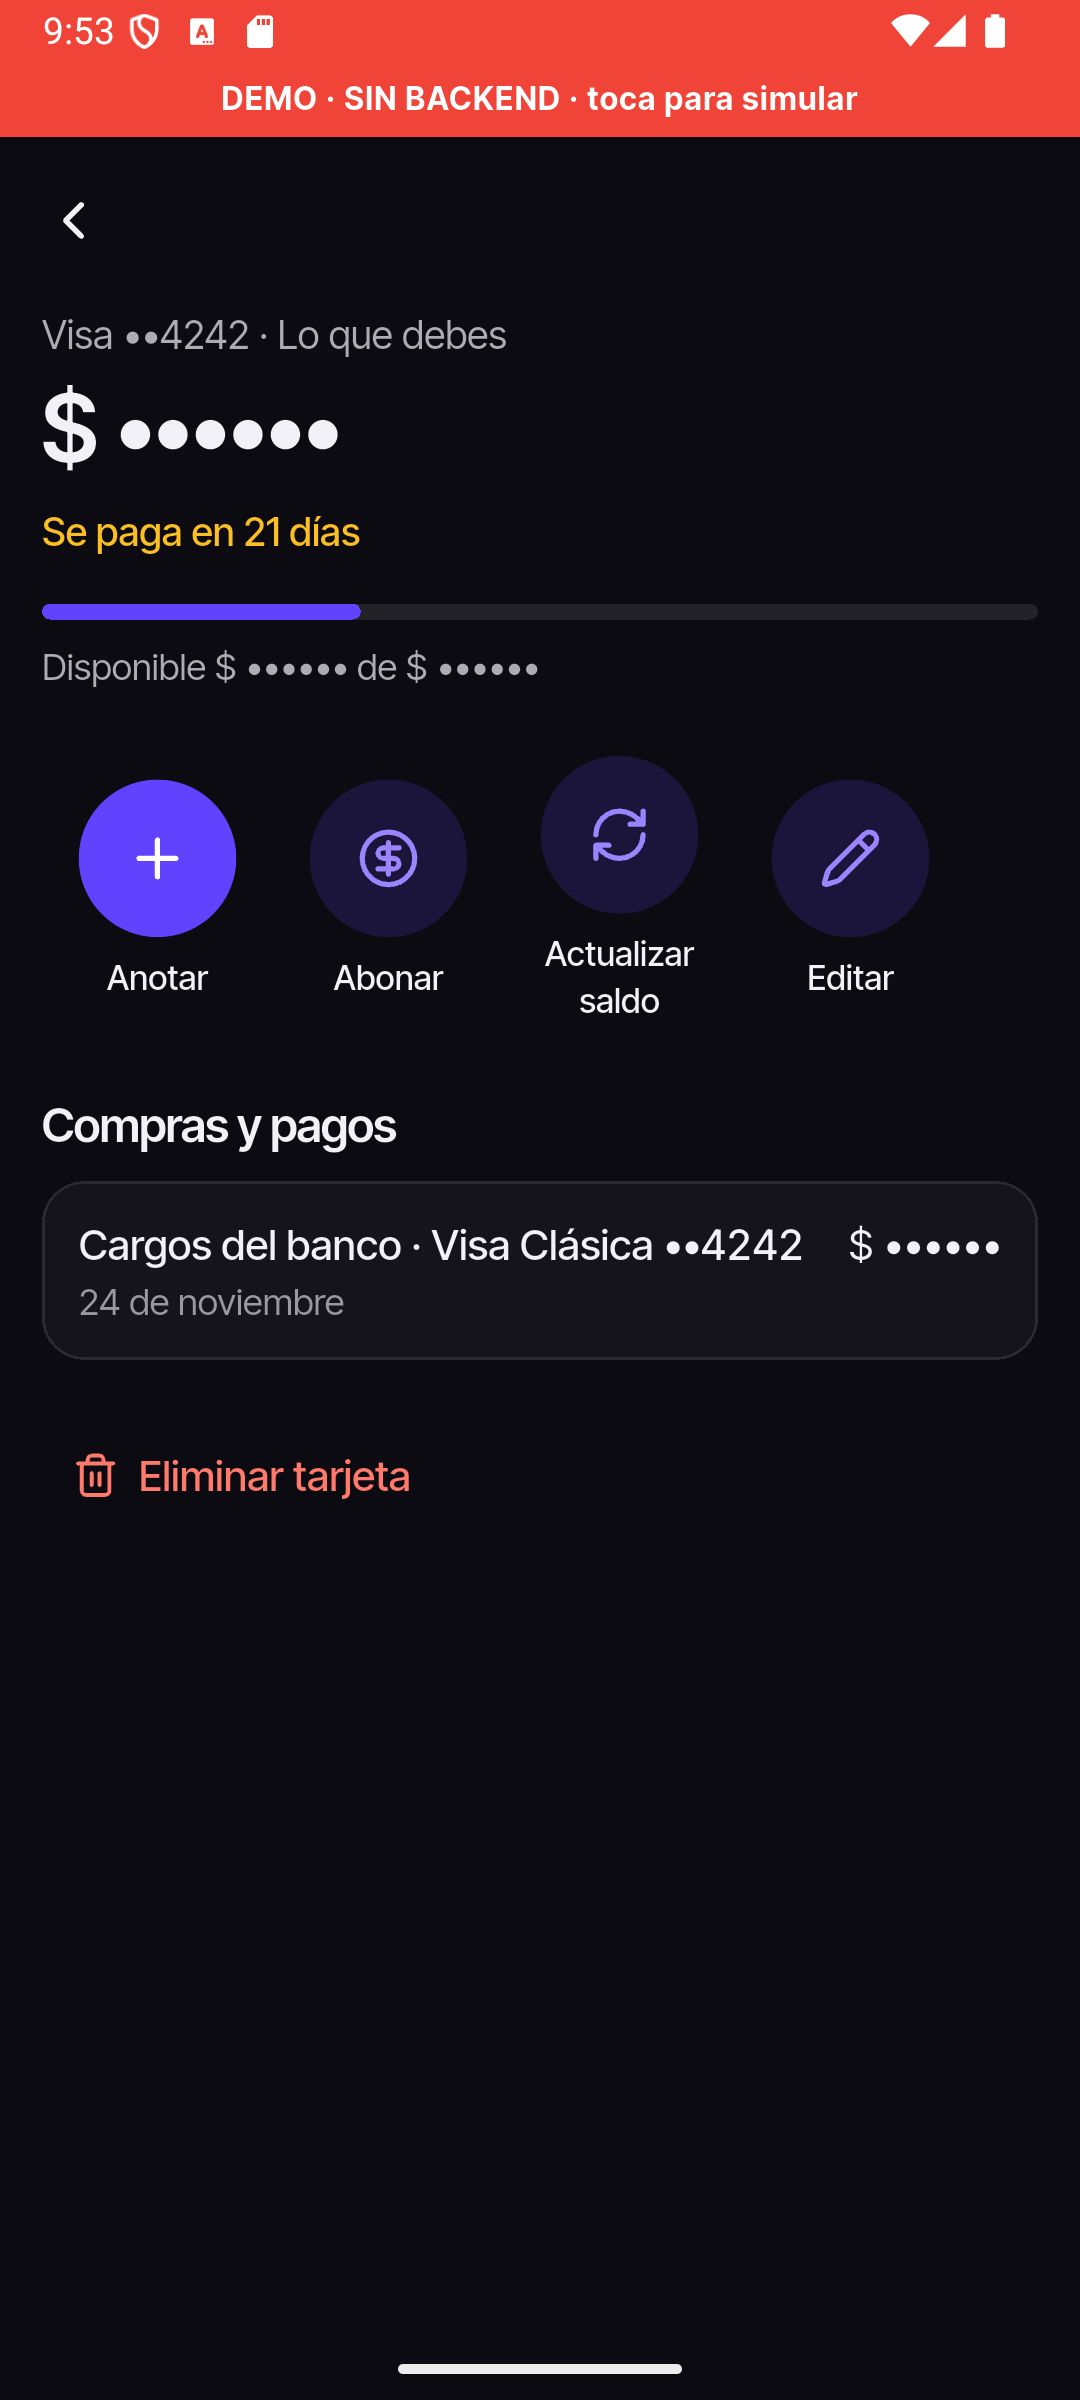 9:53
DEMO · SIN BACKEND · toca para simular
Visa ••4242 · Lo que debes
$ ••••••
Se paga en 21 días
Disponible $ •••••• de $ ••••••
Anotar
Abonar
Actualizar
saldo
Editar
Compras y pagos
Cargos del banco · Visa Clásica ••4242 $ ••••••
24 de noviembre
Eliminar tarjeta